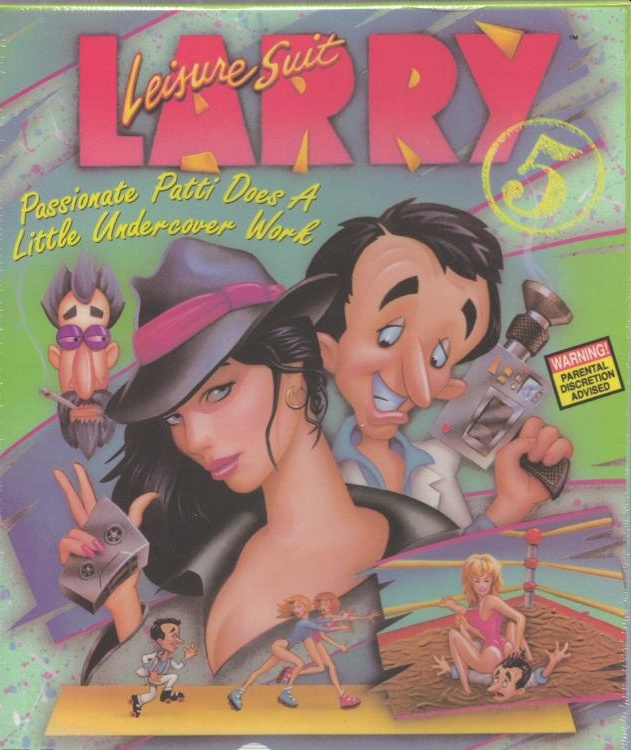 Leisure Suit
LARRY
™
5
Passionate Patti Does A
Little Undercover Work
WARNING!
PARENTAL
DISCRETION
ADVISED